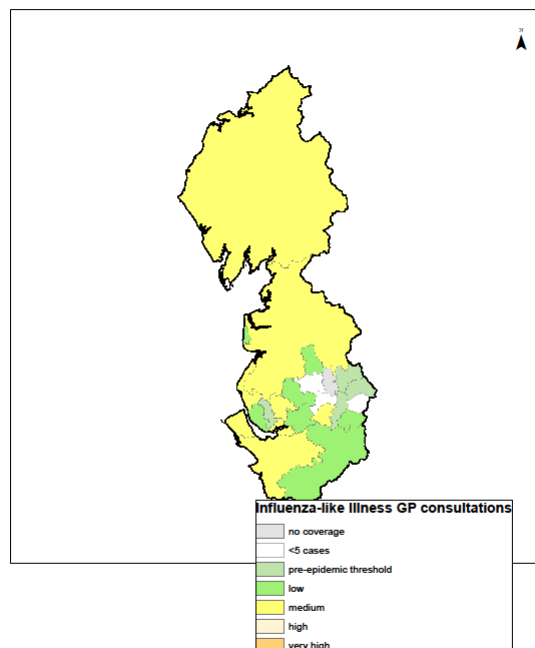 N
Influenza-like Illness GP consultations
no coverage
<5 cases
pre-epidemic threshold
low
medium
high
very high